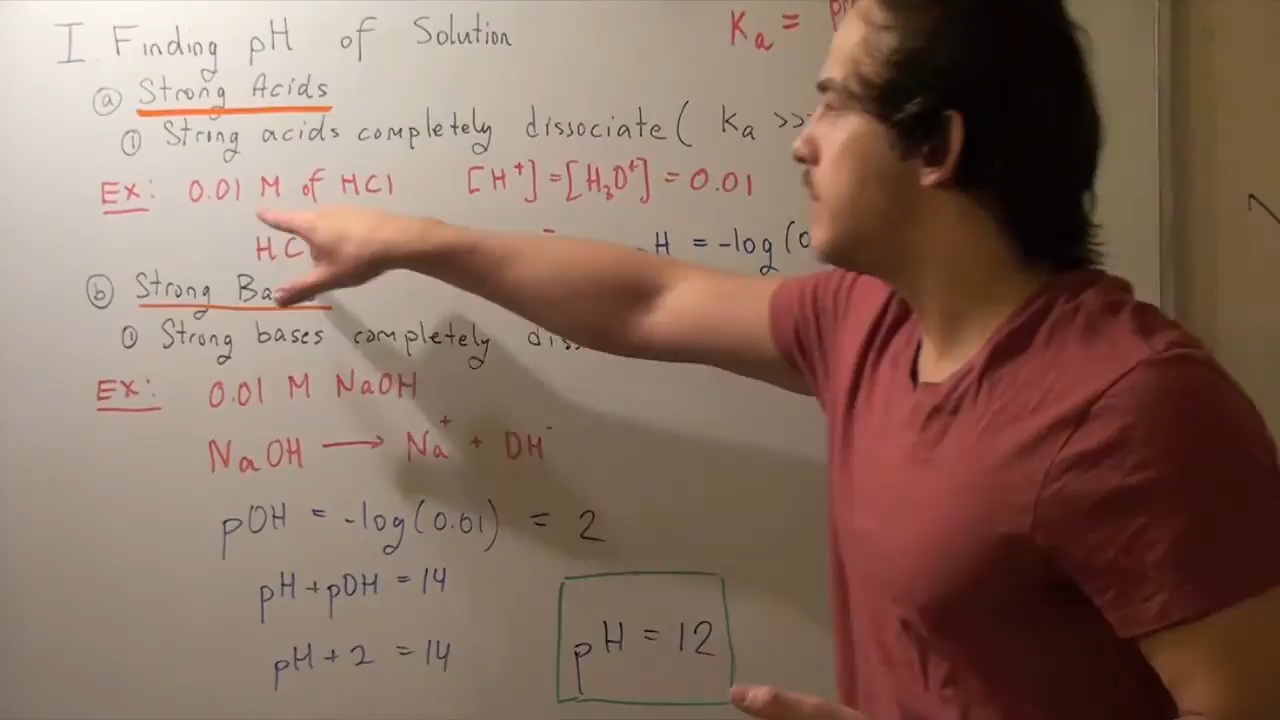 I Finding pH of Solution
Ka =
ⓐ Strong Acids
① Strong acids completely dissociate ( Ka >>
Ex: 0.01 M of HCl [H+] = [H3O+] = 0.01
HC
H = -log(0
ⓑ Strong
① Strong bases completely
Ex: 0.01 M NaOH
NaOH → Na+ + OH-
pOH = -log(0.01) = 2
pH + pOH = 14
pH + 2 = 14
pH = 12